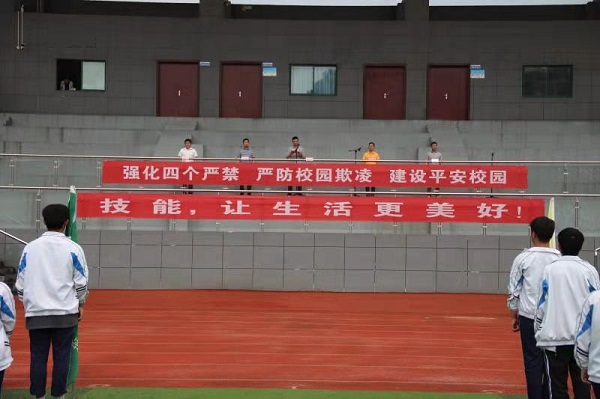 强化四个严禁 严防校园欺凌 建设平安校园
技能,让生活更美好!